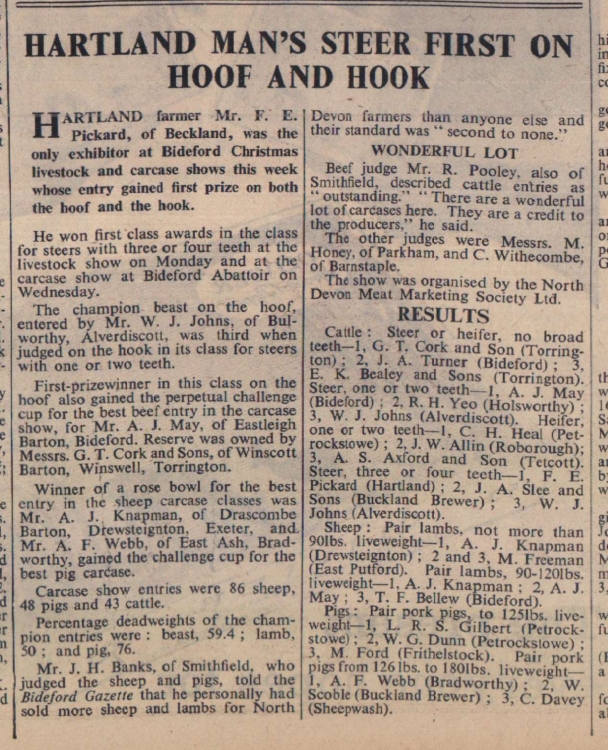 HARTLAND MAN'S STEER FIRST ON
HOOF AND HOOK
HARTLAND farmer Mr. F. E.
Pickard, of Beckland, was the
only exhibitor at Bideford Christmas
livestock and carcase shows this week
whose entry gained first prize on both
the hoof and the hook.
He won first class awards in the class
for steers with three or four teeth at the
livestock show on Monday and at the
carcase show at Bideford Abattoir on
Wednesday.
The champion beast on the hoof,
entered by Mr. W. J. Johns, of Bul-
worthy, Alverdiscott, was third when
judged on the hook in its class for steers
with one or two teeth.
First-prizewinner in this class on the
hoof also gained the perpetual challenge
cup for the best beef entry in the carcase
show, for Mr. A. J. May, of Eastleigh
Barton, Bideford. Reserve was owned by
Messrs. G. T. Cork and Sons, of Winscott
Barton, Winswell, Torrington.
Winner of a rose bowl for the best
entry in the sheep carcase classes was
Mr. A. J. Knapman, of Drascombe
Barton, Drewsteignton, Exeter, and
Mr. A. F. Webb, of East Ash, Brad-
worthy, gained the challenge cup for the
best pig carcase.
Carcase show entries were 86 sheep,
48 pigs and 43 cattle.
Percentage deadweights of the cham-
pion entries were : beast, 59.4 ; lamb,
50 ; and pig, 76.
Mr. J. H. Banks, of Smithfield, who
judged the sheep and pigs, told the
Bideford Gazette that he personally had
sold more sheep and lambs for North
Devon farmers than anyone else and
their standard was " second to none."
WONDERFUL LOT
Beef judge Mr. R. Pooley, also of
Smithfield, described cattle entries as
" outstanding." " There are a wonderful
lot of carcases here. They are a credit to
the producers," he said.
The other judges were Messrs. M.
Honey, of Parkham, and C. Withecombe,
of Barnstaple.
The show was organised by the North
Devon Meat Marketing Society Ltd.
RESULTS
Cattle : Steer or heifer, no broad
teeth—1, G. T. Cork and Son (Torring-
ton) ; 2, J. A. Turner (Bideford) ; 3,
E. K. Bealey and Sons (Torrington).
Steer, one or two teeth—1, A. J. May
(Bideford) ; 2, R. H. Yeo (Holsworthy) ;
3, W. J. Johns (Alverdiscott). Heifer,
one or two teeth—1, C. H. Heal (Pet-
rockstowe) ; 2, J. W. Allin (Roborough);
3, A. S. Axford and Son (Tetcott).
Steer, three or four teeth—1, F. E.
Pickard (Hartland) ; 2, J. A. Slee and
Sons (Buckland Brewer) ; 3, W. J.
Johns (Alverdiscott).
Sheep : Pair lambs, not more than
90lbs. liveweight—1, A. J. Knapman
(Drewsteignton) ; 2 and 3, M. Freeman
(East Putford). Pair lambs, 90-120lbs.
liveweight—1, A. J. Knapman ; 2, A. J.
May ; 3, T. F. Bellew (Bideford).
Pigs : Pair pork pigs, to 125lbs. live-
weight—1, L. R. S. Gilbert (Petrock-
stowe) ; 2, W. G. Dunn (Petrockstowe) ;
3, M. Ford (Frithelstock). Pair pork
pigs from 126 lbs. to 180lbs. liveweight—
1, A. F. Webb (Bradworthy) ; 2, W.
Scoble (Buckland Brewer) ; 3, C. Davey
(Sheepwash).